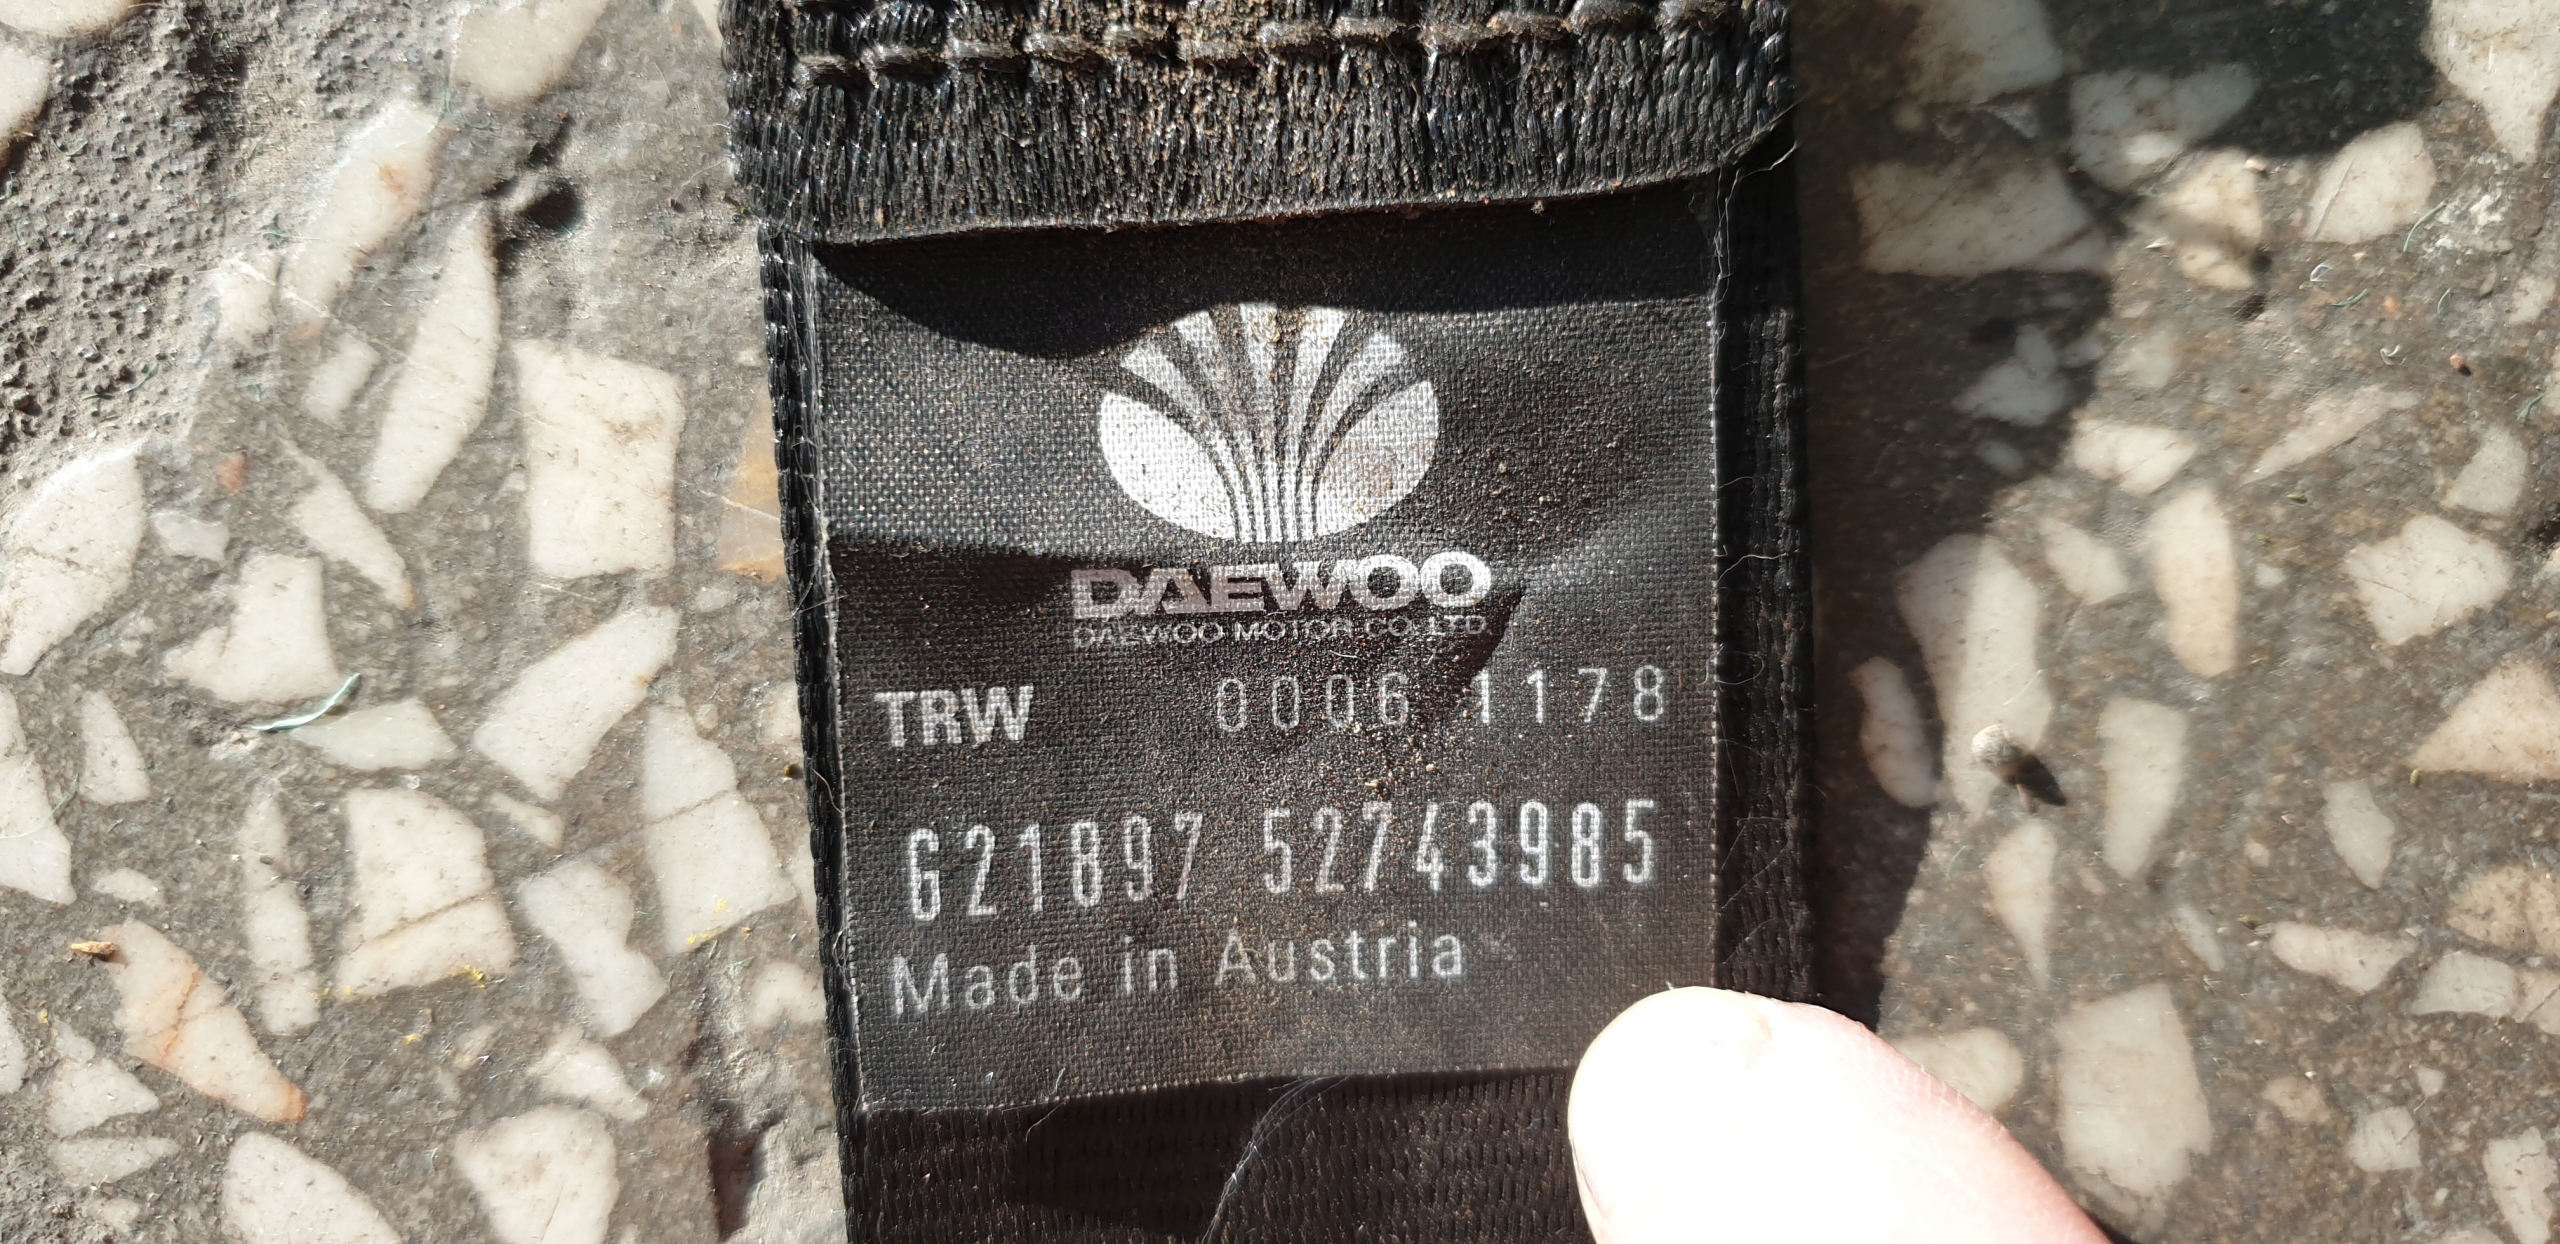 DAEWOO
DAEWOO MOTOR CO. LTD
TRW 0006 1178
G21897 52743985
Made in Austria